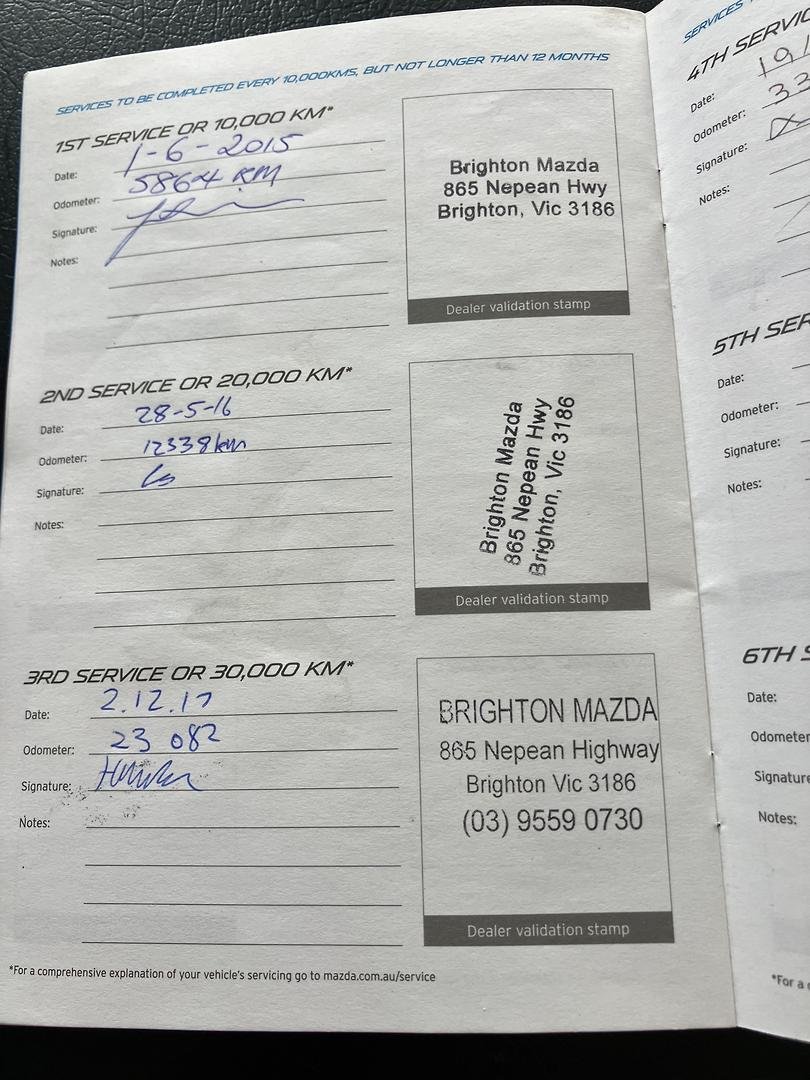 SERVICES TO BE COMPLETED EVERY 10,000KMS, BUT NOT LONGER THAN 12 MONTHS
1ST SERVICE OR 10,000 KM*
Date: 1-6-2015
Odometer: 5864 KM
Signature:
Notes:
Brighton Mazda
865 Nepean Hwy
Brighton, Vic 3186
Dealer validation stamp
2ND SERVICE OR 20,000 KM*
Date: 28-5-16
Odometer: 12338km
Signature:
Notes:
Brighton Mazda
865 Nepean Hwy
Brighton, Vic 3186
Dealer validation stamp
3RD SERVICE OR 30,000 KM*
Date: 2.12.17
Odometer: 23 082
Signature:
Notes:
BRIGHTON MAZDA
865 Nepean Highway
Brighton Vic 3186
(03) 9559 0730
Dealer validation stamp
*For a comprehensive explanation of your vehicle's servicing go to mazda.com.au/service
SERVICES
4TH SERVIC
Date: 19/
Odometer: 33
Signature:
Notes:
5TH SER
Date:
Odometer:
Signature:
Notes:
6TH S
Date:
Odometer
Signature
Notes:
*For a